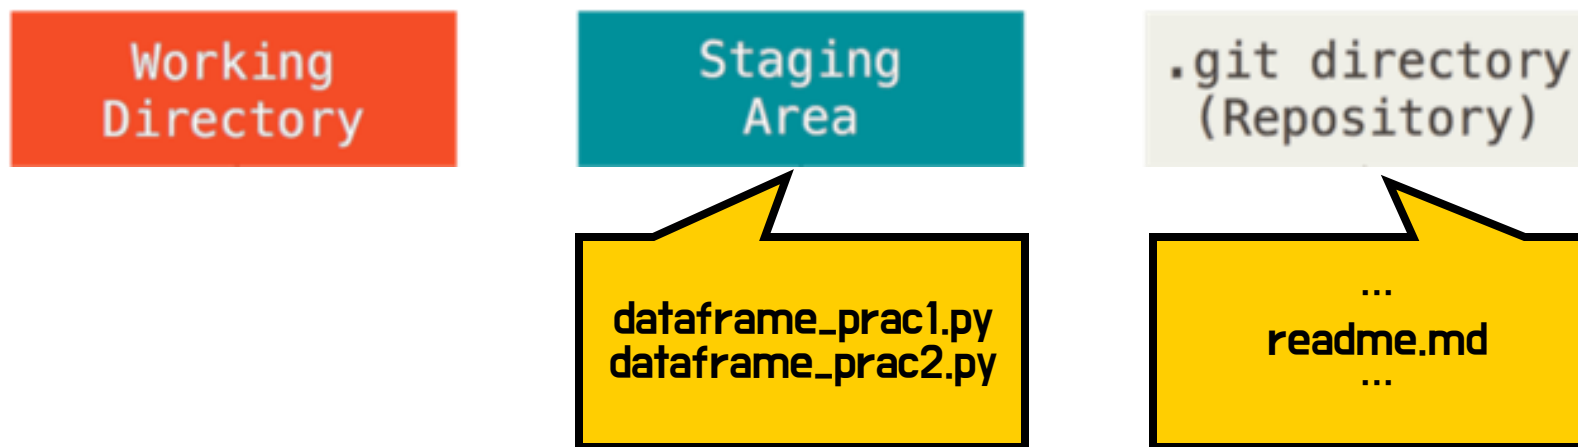 Working
Directory
Staging
Area
.git directory
(Repository)
dataframe_prac1.py
dataframe_prac2.py
...
readme.md
...